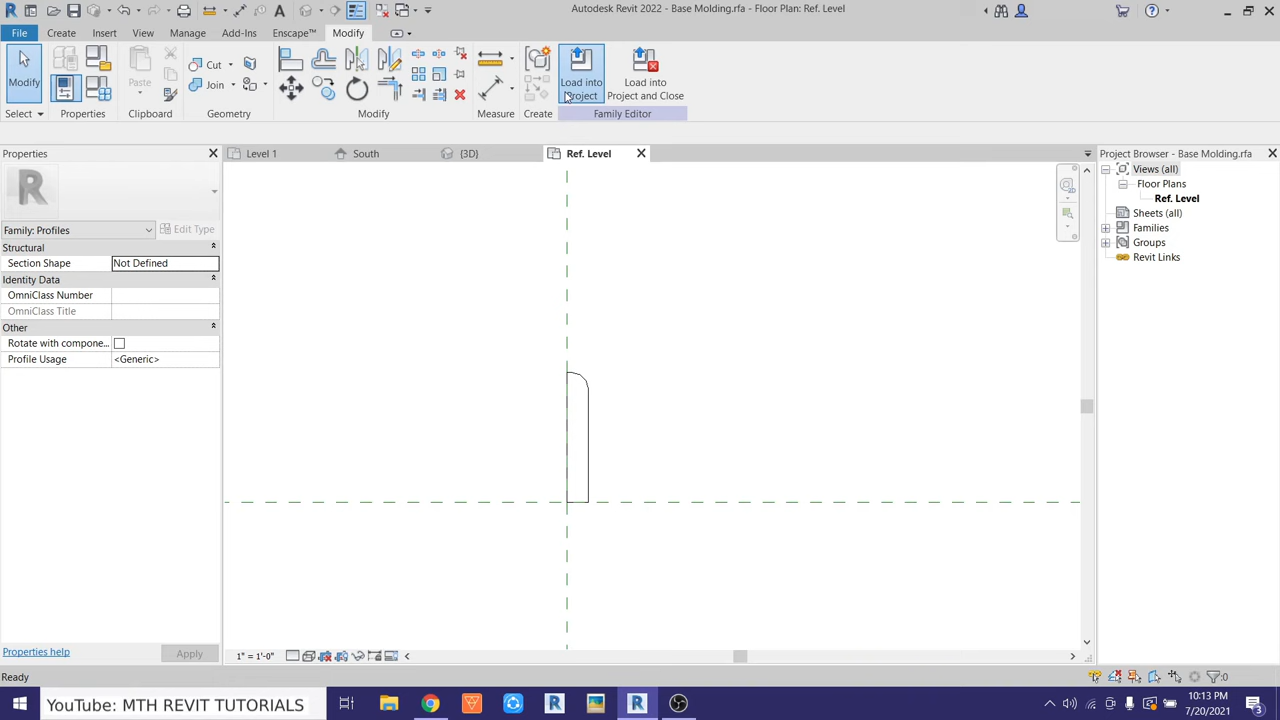 Autodesk Revit 2022 - Base Molding.rfa - Floor Plan: Ref. Level
File Create Insert View Manage Add-Ins Enscape™ Modify
Modify
Paste
Cut
Join
Load into Project
Load into Project and Close
Select Properties Clipboard Geometry Modify Measure Create Family Editor
Properties
Level 1 South {3D} Ref. Level
Project Browser - Base Molding.rfa
Family: Profiles Edit Type
Structural
Section Shape Not Defined
Identity Data
OmniClass Number
OmniClass Title
Other
Rotate with compone...
Profile Usage <Generic>
Views (all)
Floor Plans
Ref. Level
Sheets (all)
Families
Groups
Revit Links
Properties help Apply
1" = 1'-0"
Ready
:0
YouTube: MTH REVIT TUTORIALS
10:13 PM
7/20/2021
3